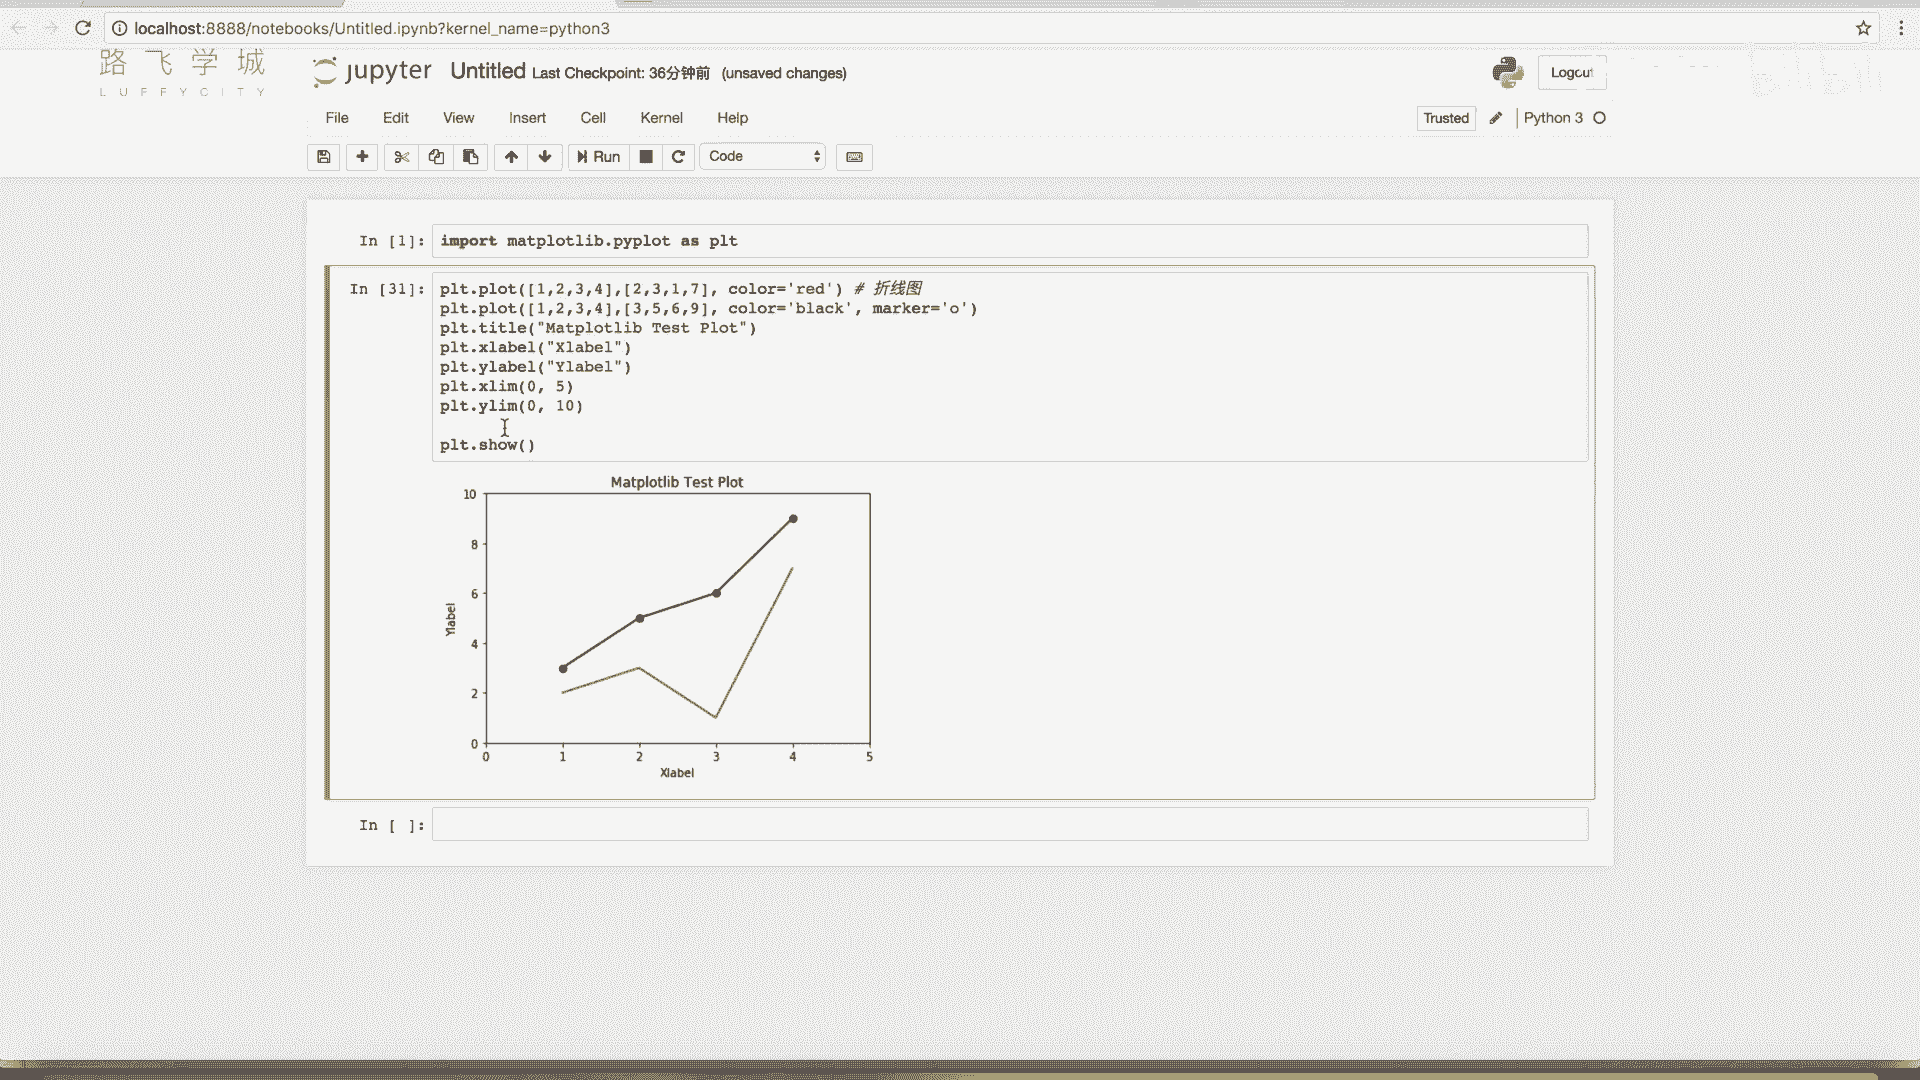 localhost:8888/notebooks/Untitled.ipynb?kernel_name=python3
路飞学城
LUFFYCITY
jupyter Untitled Last Checkpoint: 36分钟前 (unsaved changes)
Logout
File Edit View Insert Cell Kernel Help
Trusted Python 3
Run Code
In [1]: import matplotlib.pyplot as plt
In [31]: plt.plot([1,2,3,4],[2,3,1,7], color='red') # 折线图
plt.plot([1,2,3,4],[3,5,6,9], color='black', marker='o')
plt.title("Matplotlib Test Plot")
plt.xlabel("Xlabel")
plt.ylabel("Ylabel")
plt.xlim(0, 5)
plt.ylim(0, 10)
plt.show()
Matplotlib Test Plot
10
8
6
4
2
0
Ylabel
0 1 2 3 4 5
Xlabel
In [ ]: